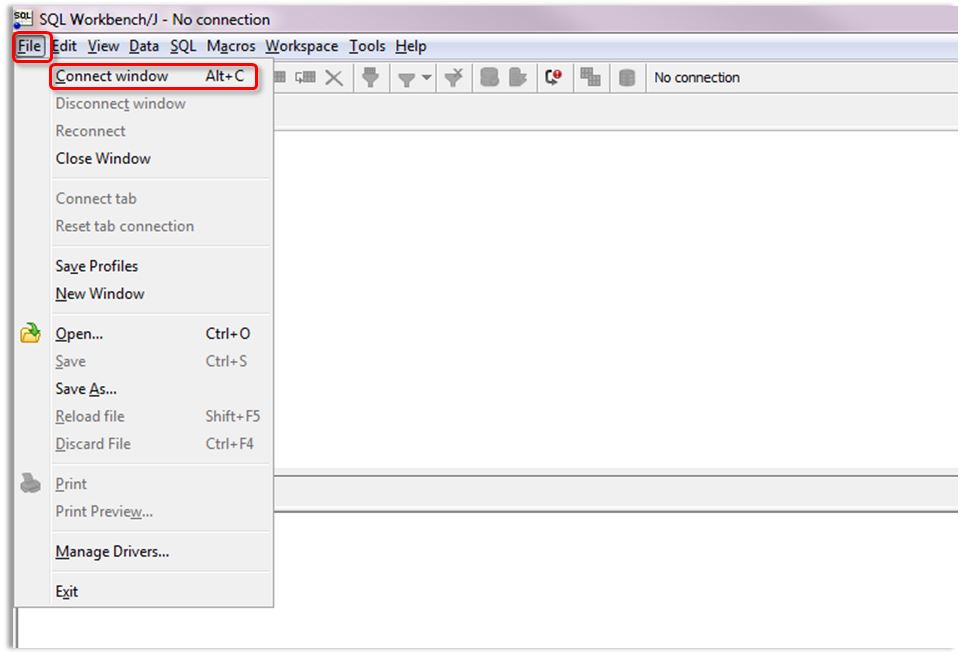 SQL SQL Workbench/J - No connection
File Edit View Data SQL Macros Workspace Tools Help
Connect window Alt+C
No connection
Disconnect window
Reconnect
Close Window
Connect tab
Reset tab connection
Save Profiles
New Window
Open... Ctrl+O
Save Ctrl+S
Save As...
Reload file Shift+F5
Discard File Ctrl+F4
Print
Print Preview...
Manage Drivers...
Exit